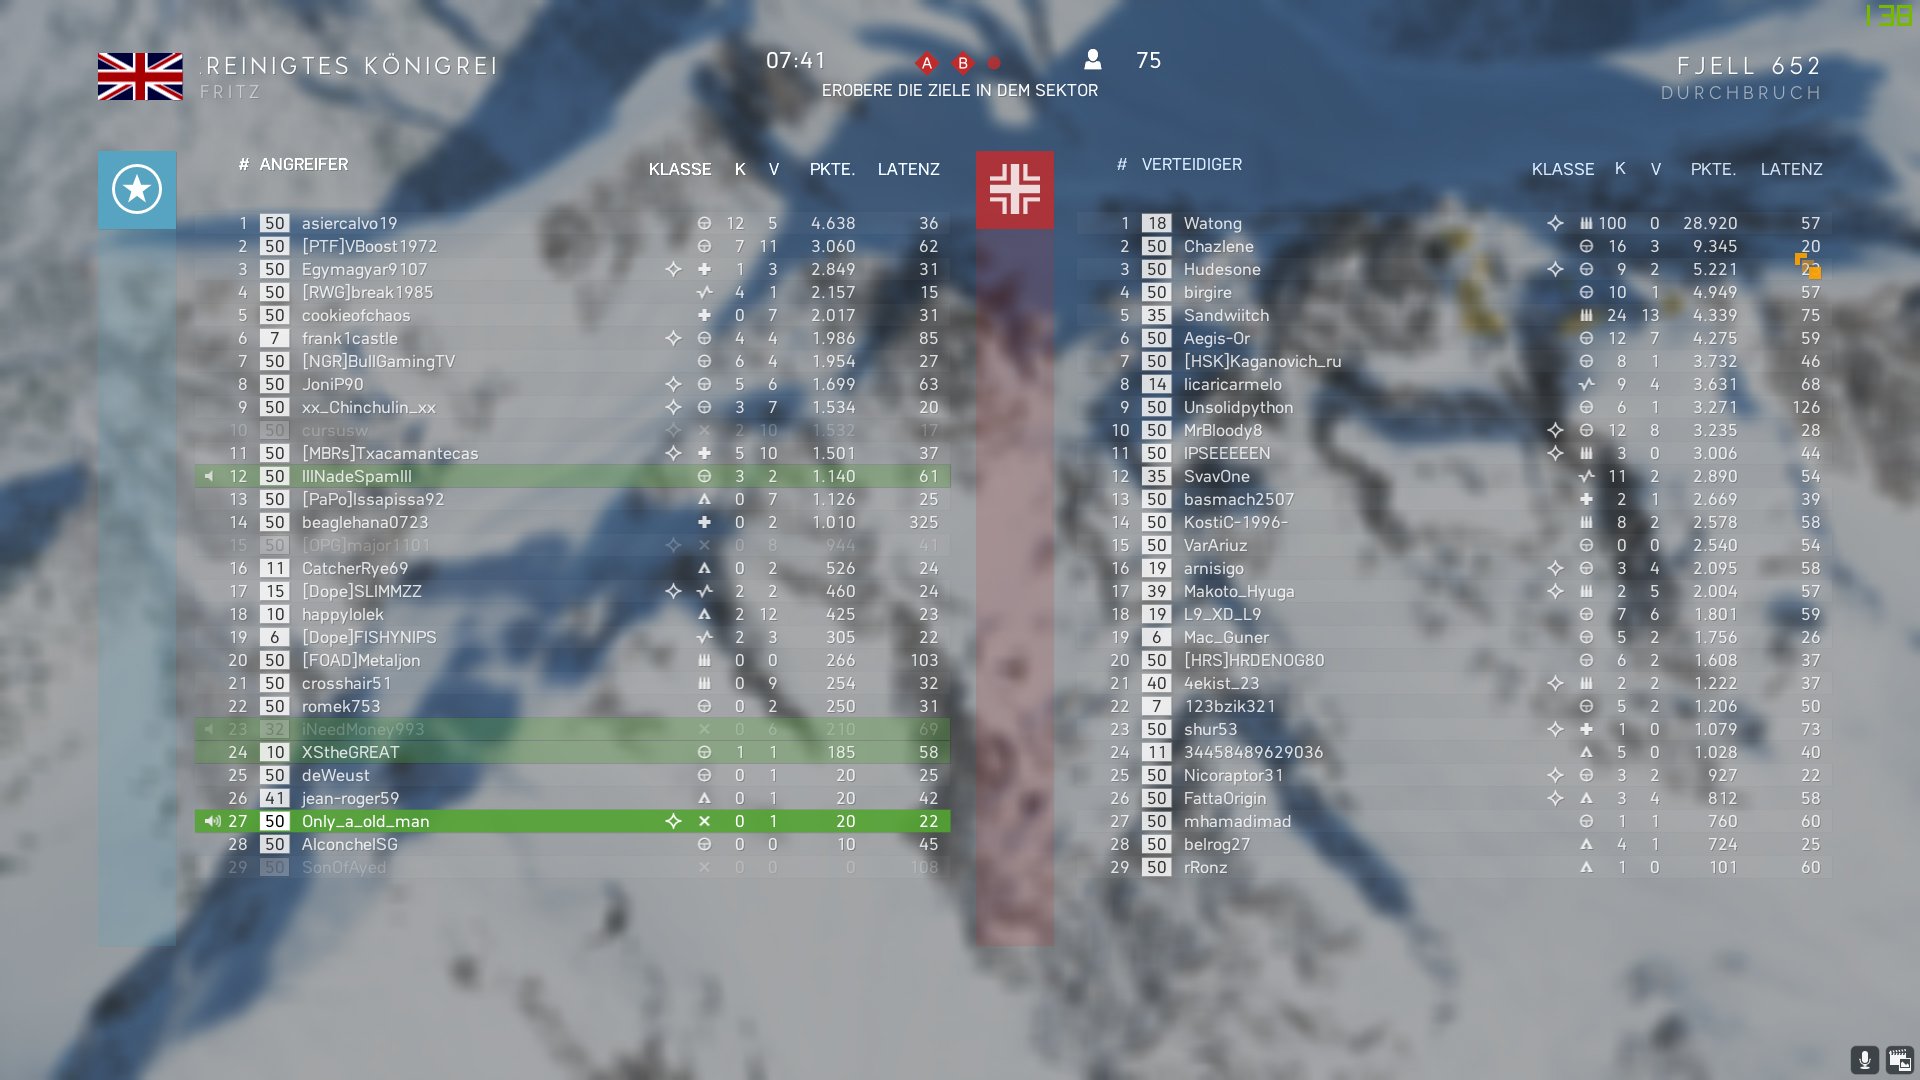 138
:REINIGTES KÖNIGREI
FRITZ
07:41 A B 75
EROBERE DIE ZIELE IN DEM SEKTOR
FJELL 652
DURCHBRUCH
# ANGREIFER KLASSE K V PKTE. LATENZ
1 50 asiercalvo19 12 5 4.638 36
2 50 [PTF]VBoost1972 7 11 3.060 62
3 50 Egymagyar9107 1 3 2.849 31
4 50 [RWG]break1985 4 1 2.157 15
5 50 cookieofchaos 0 7 2.017 31
6 7 frank1castle 4 4 1.986 85
7 50 [NGR]BullGamingTV 6 4 1.954 27
8 50 JoniP90 5 6 1.699 63
9 50 xx_Chinchulin_xx 3 7 1.534 20
10 50 cursusw 2 10 1.532 17
11 50 [MBRs]Txacamantecas 5 10 1.501 37
12 50 IIINadeSpamIII 3 2 1.140 61
13 50 [PaPo]Issapissa92 0 7 1.126 25
14 50 beaglehana0723 0 2 1.010 325
15 50 [OPG]major1101 0 8 944 41
16 11 CatcherRye69 0 2 526 24
17 15 [Dope]SLIMMZZ 2 2 460 24
18 10 happylolek 2 12 425 23
19 6 [Dope]FISHYNIPS 2 3 305 22
20 50 [FOAD]Metaljon 0 0 266 103
21 50 crosshair51 0 9 254 32
22 50 romek753 0 2 250 31
23 32 iNeedMoney993 0 6 210 69
24 10 XStheGREAT 1 1 185 58
25 50 deWeust 0 1 20 25
26 41 jean-roger59 0 1 20 42
27 50 Only_a_old_man 0 1 20 22
28 50 AlconchelSG 0 0 10 45
29 50 SonOfAyed 0 0 0 108
# VERTEIDIGER KLASSE K V PKTE. LATENZ
1 18 Watong 100 0 28.920 57
2 50 Chazlene 16 3 9.345 20
3 50 Hudesone 9 2 5.221
4 50 birgire 10 1 4.949 57
5 35 Sandwiitch 24 13 4.339 75
6 50 Aegis-Or 12 7 4.275 59
7 50 [HSK]Kaganovich_ru 8 1 3.732 46
8 14 licaricarmelo 9 4 3.631 68
9 50 Unsolidpython 6 1 3.271 126
10 50 MrBloody8 12 8 3.235 28
11 50 IPSEEEEEN 3 0 3.006 44
12 35 SvavOne 11 2 2.890 54
13 50 basmach2507 2 1 2.669 39
14 50 KostiC-1996- 8 2 2.578 58
15 50 VarAriuz 0 0 2.540 54
16 19 arnisigo 3 4 2.095 58
17 39 Makoto_Hyuga 2 5 2.004 57
18 19 L9_XD_L9 7 6 1.801 59
19 6 Mac_Guner 5 2 1.756 26
20 50 [HRS]HRDENOG80 6 2 1.608 37
21 40 4ekist_23 2 2 1.222 37
22 7 123bzik321 5 2 1.206 50
23 50 shur53 1 0 1.079 73
24 11 34458489629036 5 0 1.028 40
25 50 Nicoraptor31 3 2 927 22
26 50 FattaOrigin 3 4 812 58
27 50 mhamadimad 1 1 760 60
28 50 belrog27 4 1 724 25
29 50 rRonz 1 0 101 60